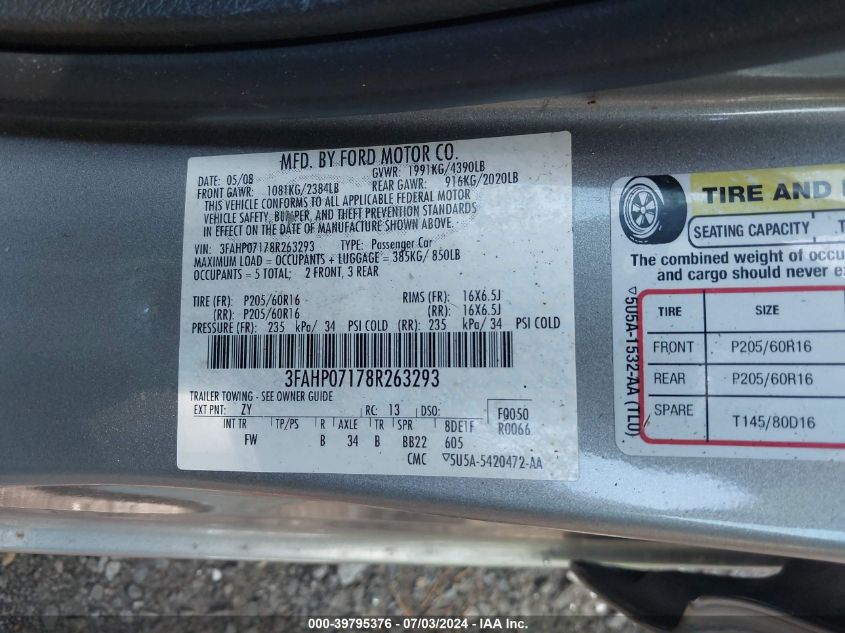 MFD. BY FORD MOTOR CO.
DATE: 05/08 GVWR: 1991KG/4390LB
FRONT GAWR: 1081KG/2384LB REAR GAWR: 916KG/2020LB
THIS VEHICLE CONFORMS TO ALL APPLICABLE FEDERAL MOTOR
VEHICLE SAFETY, BUMPER, AND THEFT PREVENTION STANDARDS
IN EFFECT ON THE DATE OF MANUFACTURE SHOWN ABOVE.
VIN: 3FAHP07178R263293 TYPE: Passenger Car
MAXIMUM LOAD = OCCUPANTS + LUGGAGE = 385KG/ 850LB
OCCUPANTS = 5 TOTAL; 2 FRONT, 3 REAR
TIRE (FR): P205/60R16 RIMS (FR): 16X6.5J
(RR): P205/60R16 (RR): 16X6.5J
PRESSURE (FR): 235 kPa/ 34 PSI COLD (RR): 235 kPa/ 34 PSI COLD
3FAHP07178R263293
TRAILER TOWING - SEE OWNER GUIDE
EXT PNT: ZY RC: 13 DSO: FQ050
R0066
INT TR TP/PS R AXLE TR SPR 8DE1F
FW B 34 B BB22 605
CMC ▽5U5A-5420472-AA
TIRE AND
SEATING CAPACITY T
The combined weight of occu
and cargo should never e
▽5U5A-1532-AA (TLU)
TIRE SIZE
FRONT P205/60R16
REAR P205/60R16
SPARE T145/80D16
IAAI.com - 39795376 - 07/03/2024 - IAAI.com